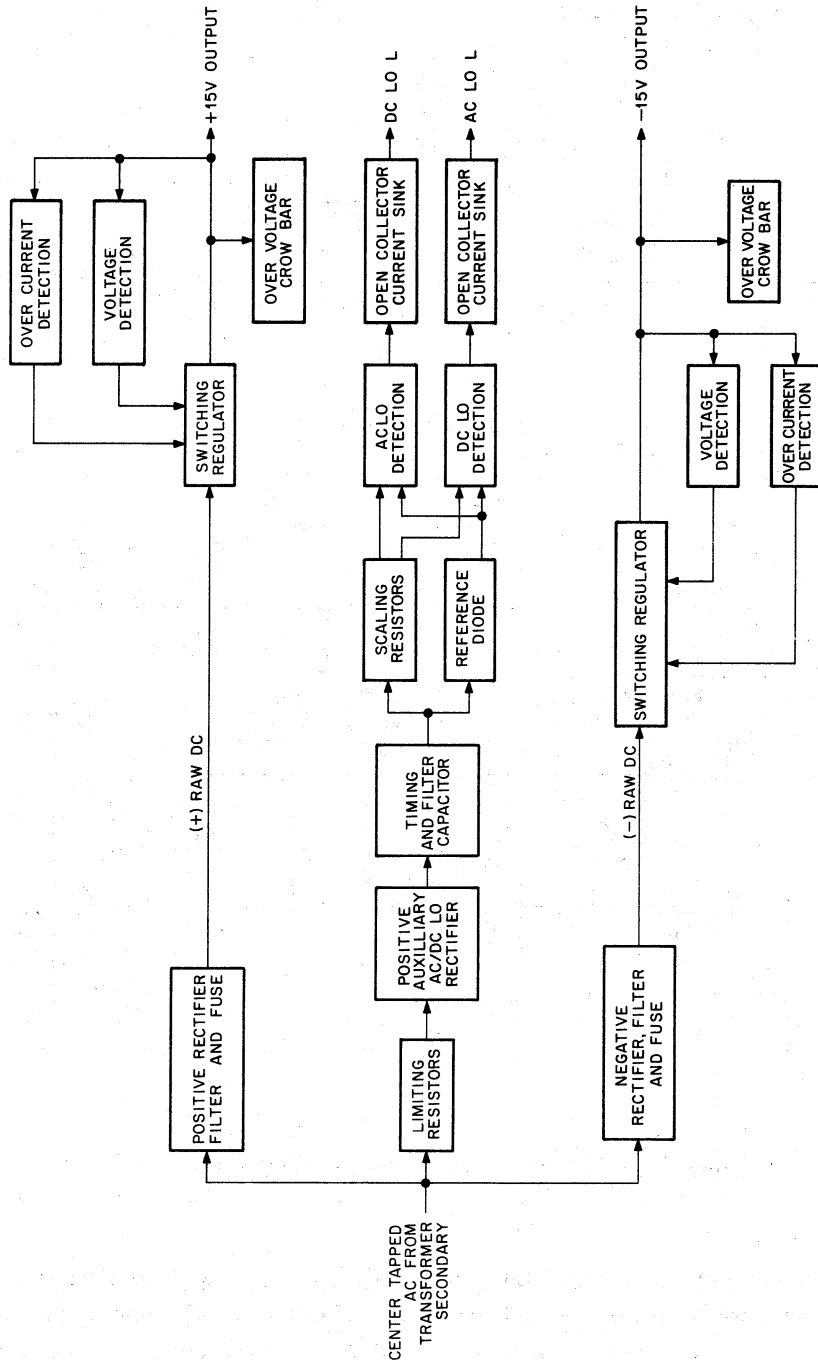 CENTER TAPPED
AC FROM
TRANSFORMER
SECONDARY
POSITIVE RECTIFIER
FILTER AND FUSE
(+) RAW DC
SWITCHING
REGULATOR
OVER CURRENT
DETECTION
VOLTAGE
DETECTION
OVER VOLTAGE
CROW BAR
+15V OUTPUT
LIMITING
RESISTORS
POSITIVE
AUXILLIARY
AC/DC LO
RECTIFIER
TIMING
AND FILTER
CAPACITOR
SCALING
RESISTORS
REFERENCE
DIODE
AC LO
DETECTION
DC LO
DETECTION
OPEN COLLECTOR
CURRENT SINK
OPEN COLLECTOR
CURRENT SINK
DC LO L
AC LO L
NEGATIVE
RECTIFIER, FILTER
AND FUSE
(−) RAW DC
SWITCHING REGULATOR
VOLTAGE
DETECTION
OVER CURRENT
DETECTION
OVER VOLTAGE
CROW BAR
−15V OUTPUT